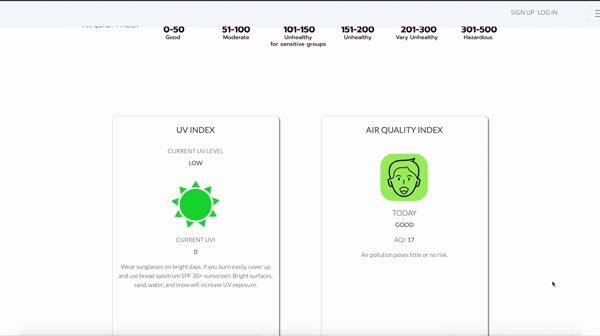 SIGN UP LOG IN
AIR QUALITY INDEX
0-50 51-100 101-150 151-200 201-300 301-500
Good Moderate Unhealthy Unhealthy Vary Unhealthy Hazardous
for sensitive groups
UV INDEX
CURRENT UV LEVEL
LOW
CURRENT UVI
0
Wear sunglasses on bright days. If you burn easily, cover up
and use broad spectrum SPF 30+ sunscreen. Bright surfaces,
sand, water, and snow will increase UV exposure.
AIR QUALITY INDEX
TODAY
GOOD
AQI: 17
Air pollution poses little or no risk.